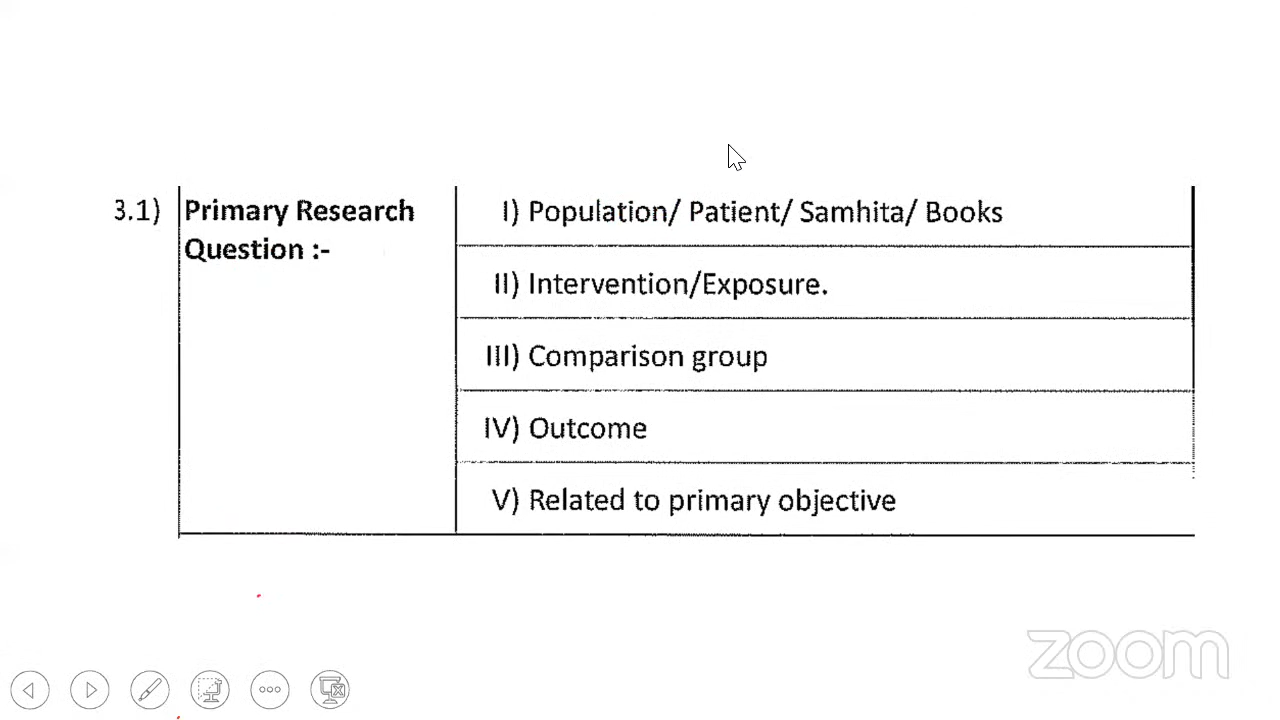 3.1) Primary Research I) Population/ Patient/ Samhita/ Books
Question :-
II) Intervention/Exposure.
III) Comparison group
IV) Outcome
V) Related to primary objective
zoom